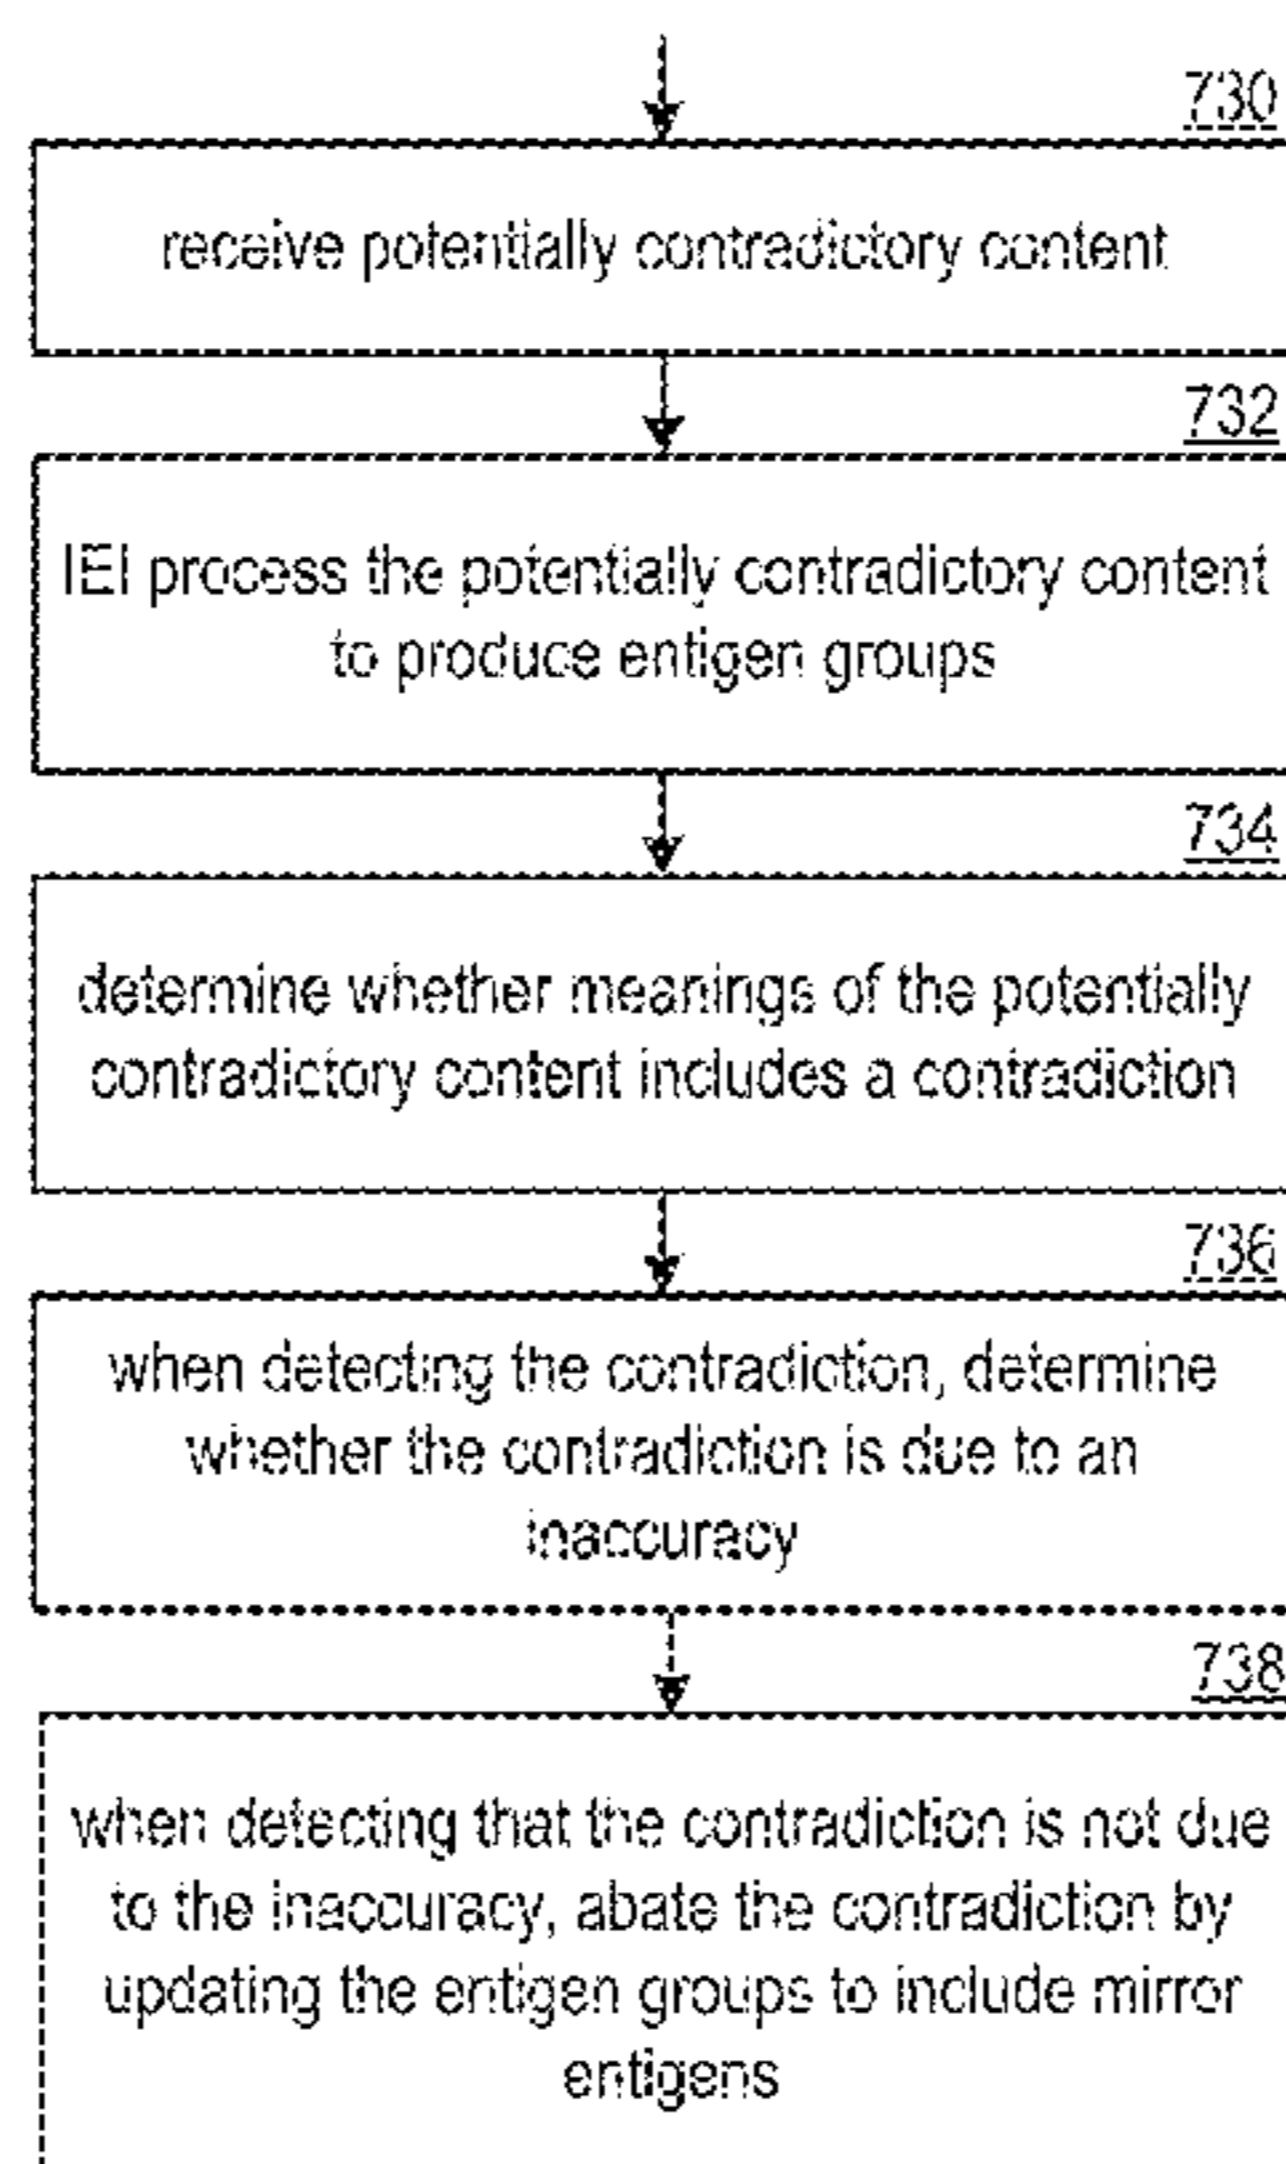 730
receive potentially contradictory content
732
IEI process the potentially contradictory content
to produce entigen groups
734
determine whether meanings of the potentially
contradictory content includes a contradiction
736
when detecting the contradiction, determine
whether the contradiction is due to an
inaccuracy
738
when detecting that the contradiction is not due
to the inaccuracy, abate the contradiction by
updating the entigen groups to include mirror
entigens